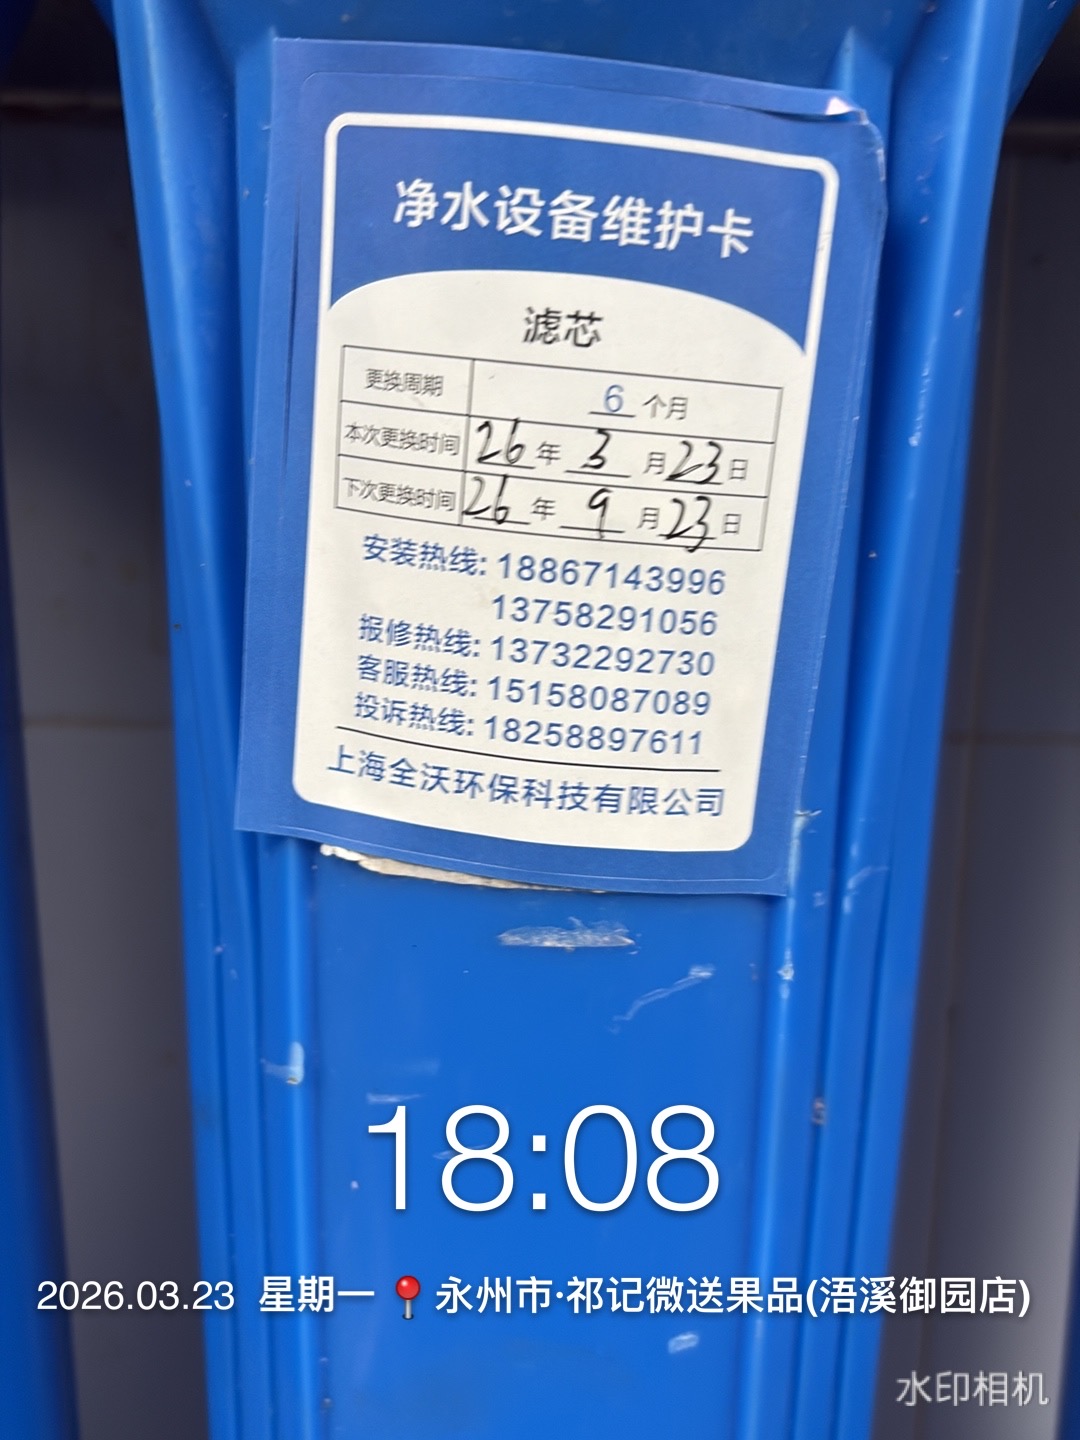 净水设备维护卡
滤芯
更换周期 6 个月
本次更换时间 26 年 3 月 23 日
下次更换时间 26 年 9 月 23 日
安装热线: 18867143996
13758291056
报修热线: 13732292730
客服热线: 15158087089
投诉热线: 18258897611
上海全沃环保科技有限公司
18:08
2026.03.23 星期一 📍 永州市·祁记微送果品(浯溪御园店)
水印相机